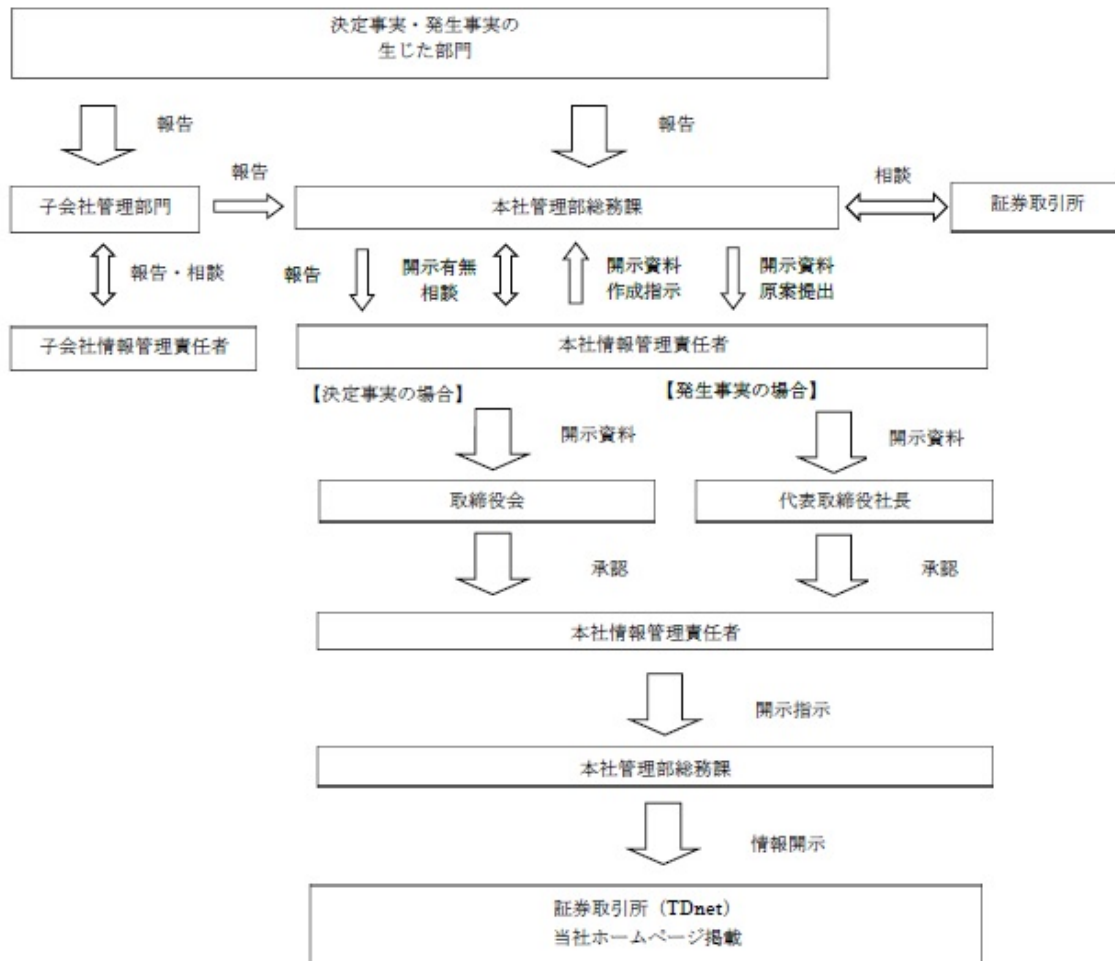 決定事実・発生事実の
生じた部門
報告
報告
子会社管理部門
報告
本社管理部総務課
相談
証券取引所
報告・相談
報告
開示有無
相談
開示資料
作成指示
開示資料
原案提出
子会社情報管理責任者
本社情報管理責任者
【決定事実の場合】
【発生事実の場合】
開示資料
開示資料
取締役会
代表取締役社長
承認
承認
本社情報管理責任者
開示指示
本社管理部総務課
情報開示
証券取引所（TDnet）
当社ホームページ掲載